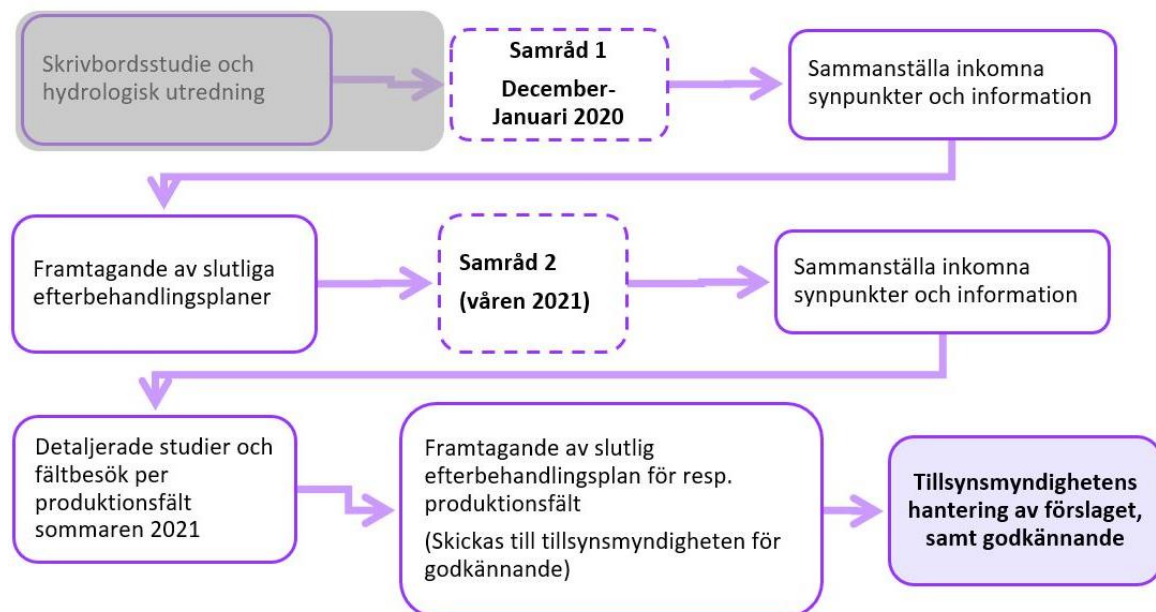 Skrivbordsstudie och
hydrologisk utredning
Samråd 1
December-
Januari 2020
Sammanställa inkomna
synpunkter och information
Framtagande av slutliga
efterbehandlingsplaner
Samråd 2
(våren 2021)
Sammanställa inkomna
synpunkter och information
Detaljerade studier och
fältbesök per
produktionsfält
sommaren 2021
Framtagande av slutlig
efterbehandlingsplan för resp.
produktionsfält
(Skickas till tillsynsmyndigheten för
godkännande)
Tillsynsmyndighetens
hantering av förslaget,
samt godkännande